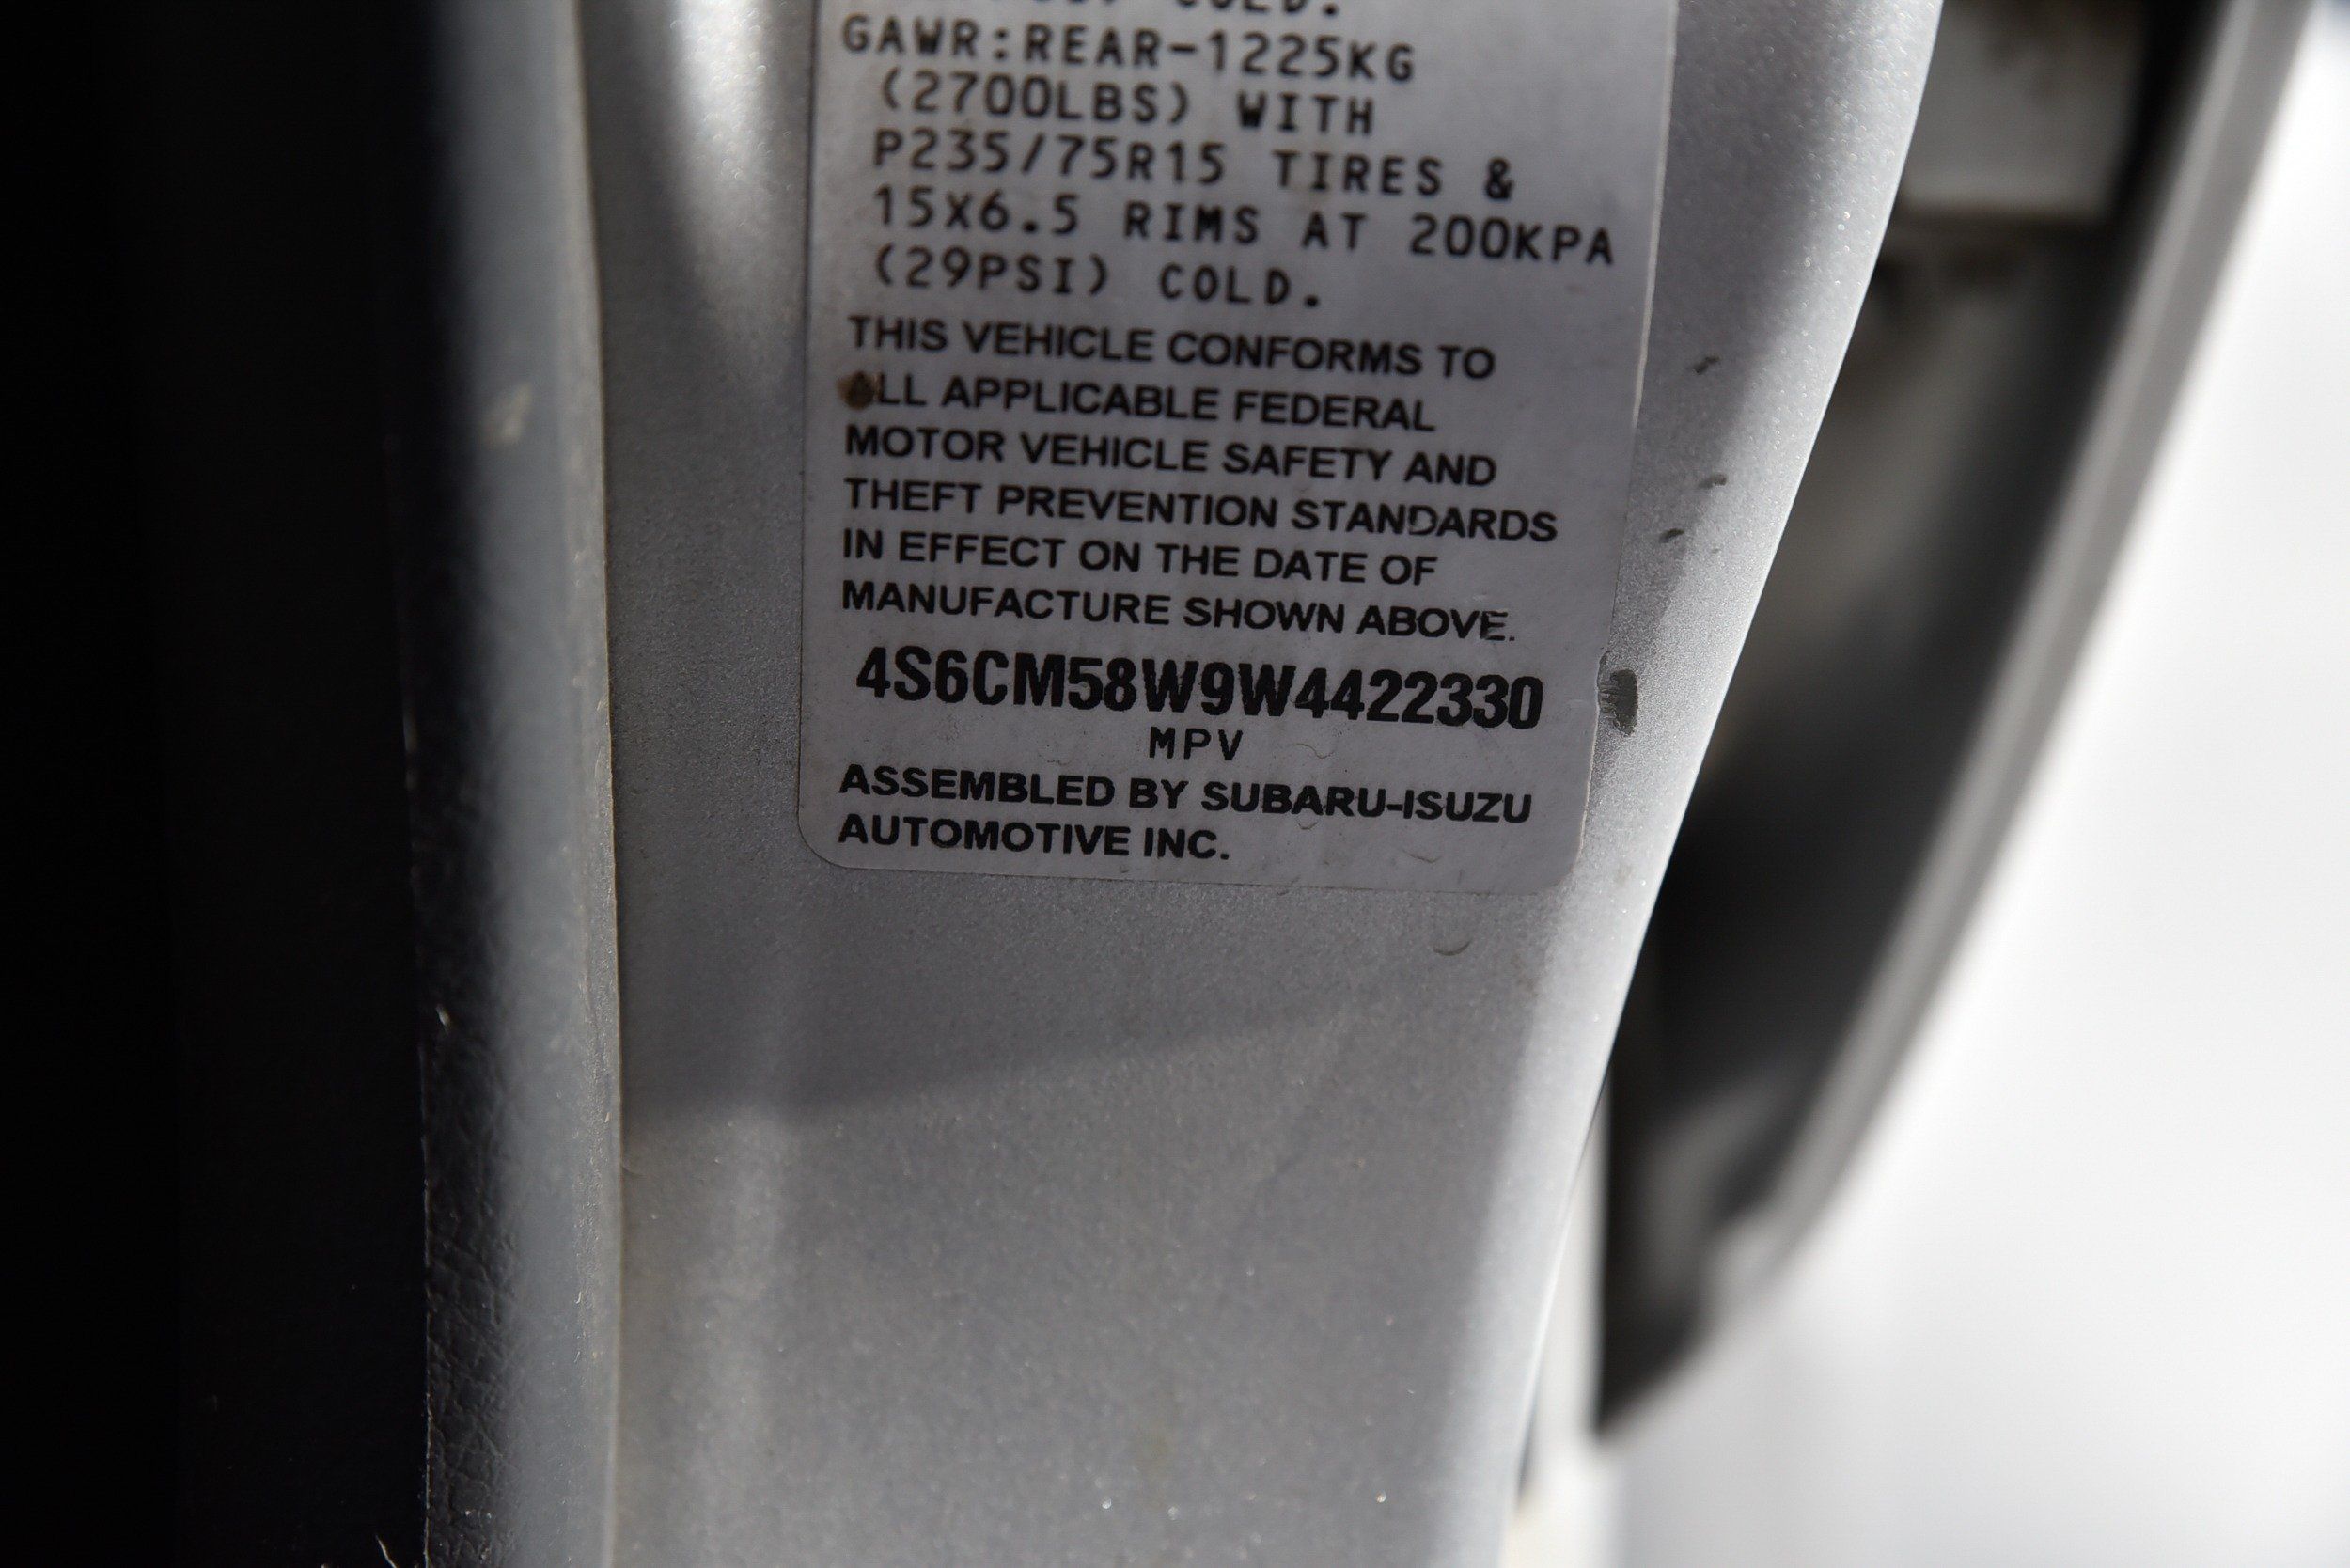 COLD.
GAWR:REAR-1225KG
(2700LBS) WITH
P235/75R15 TIRES &
15X6.5 RIMS AT 200KPA
(29PSI) COLD.
THIS VEHICLE CONFORMS TO
ALL APPLICABLE FEDERAL
MOTOR VEHICLE SAFETY AND
THEFT PREVENTION STANDARDS
IN EFFECT ON THE DATE OF
MANUFACTURE SHOWN ABOVE.
4S6CM58W9W4422330
MPV
ASSEMBLED BY SUBARU-ISUZU
AUTOMOTIVE INC.